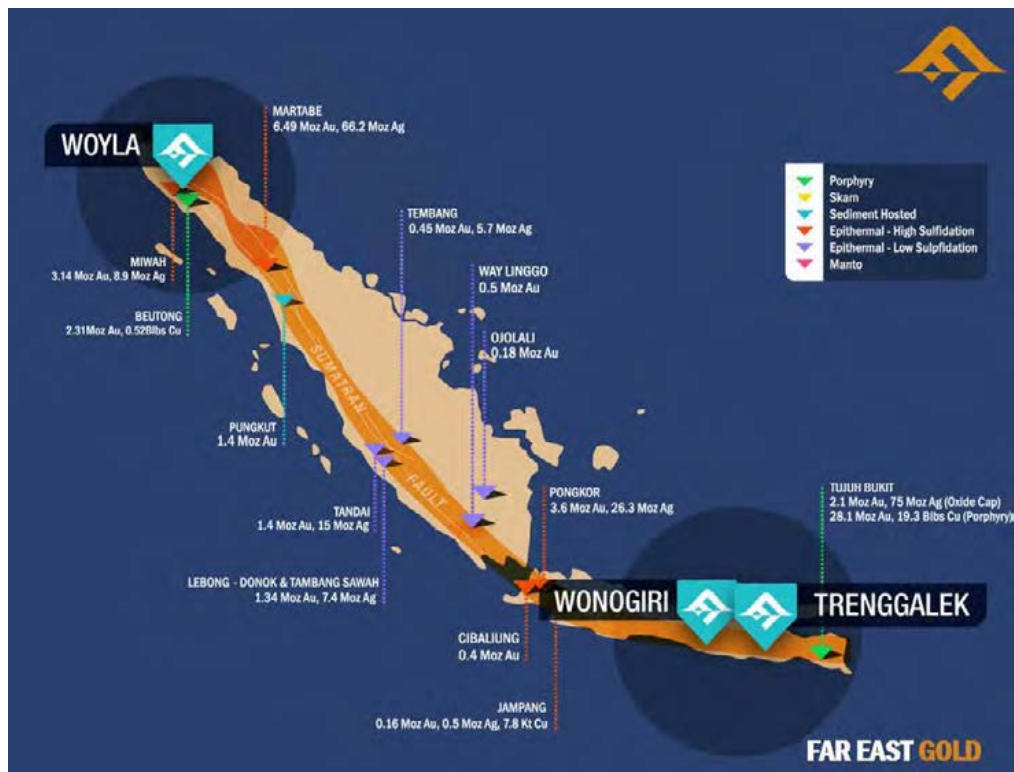 MARTABE
6.49 Moz Au, 66.2 Moz Ag
WOYLA
Porphyry
Skarn
Sediment Hosted
Epithermal - High Sulfidation
Epithermal - Low Sulpfidation
Manto
TEMBANG
0.45 Moz Au, 5.7 Moz Ag
MIWAH
3.14 Moz Au, 8.9 Moz Ag
WAY LINGGO
0.5 Moz Au
BEUTONG
2.31Moz Au, 0.52Blbs Cu
OJOLALI
0.18 Moz Au
SUMATRAN
FAULT
PUNGKUT
1.4 Moz Au
TANDAI
1.4 Moz Au, 15 Moz Ag
PONGKOR
3.6 Moz Au, 26.3 Moz Ag
TUJUH BUKIT
2.1 Moz Au, 75 Moz Ag (Oxide Cap)
28.1 Moz Au, 19.3 Blbs Cu (Porphyry)
LEBONG - DONOK & TAMBANG SAWAH
1.34 Moz Au, 7.4 Moz Ag
WONOGIRI
TRENGGALEK
CIBALIUNG
0.4 Moz Au
JAMPANG
0.16 Moz Au, 0.5 Moz Ag, 7.8 Kt Cu
FAR EAST GOLD